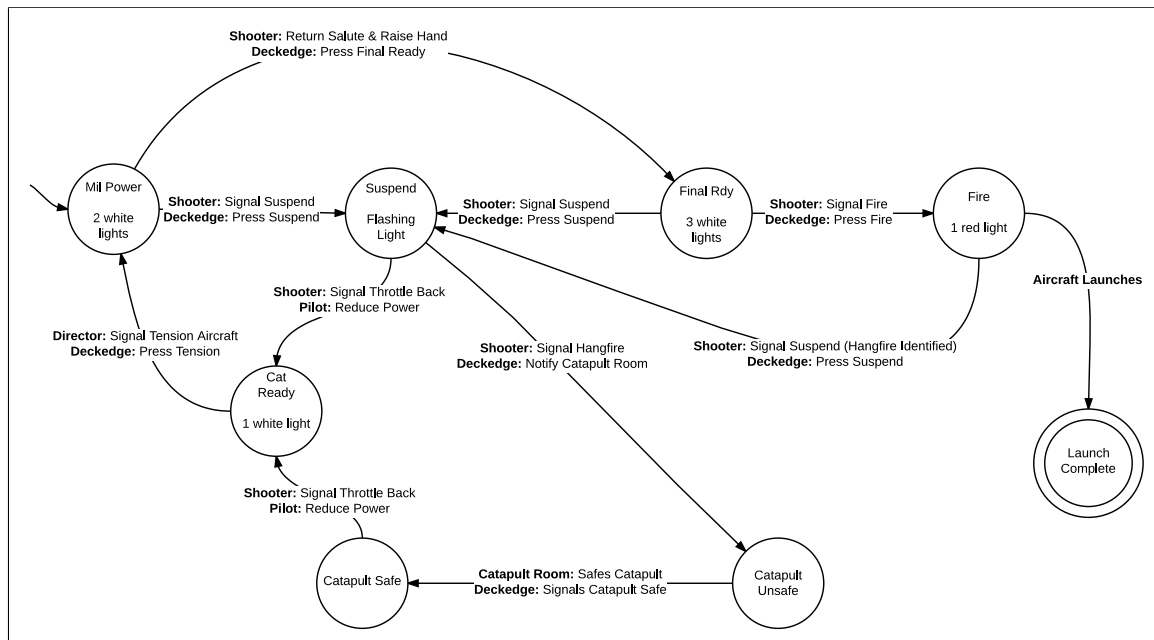 Shooter: Return Salute & Raise Hand
Deckedge: Press Final Ready
Mil Power
2 white
lights
Shooter: Signal Suspend
Deckedge: Press Suspend
Suspend
Flashing
Light
Shooter: Signal Suspend
Deckedge: Press Suspend
Final Rdy
3 white
lights
Shooter: Signal Fire
Deckedge: Press Fire
Fire
1 red light
Aircraft Launches
Shooter: Signal Throttle Back
Pilot: Reduce Power
Director: Signal Tension Aircraft
Deckedge: Press Tension
Shooter: Signal Hangfire
Deckedge: Notify Catapult Room
Shooter: Signal Suspend (Hangfire Identified)
Deckedge: Press Suspend
Cat
Ready
1 white light
Launch
Complete
Shooter: Signal Throttle Back
Pilot: Reduce Power
Catapult Safe
Catapult Room: Safes Catapult
Deckedge: Signals Catapult Safe
Catapult
Unsafe